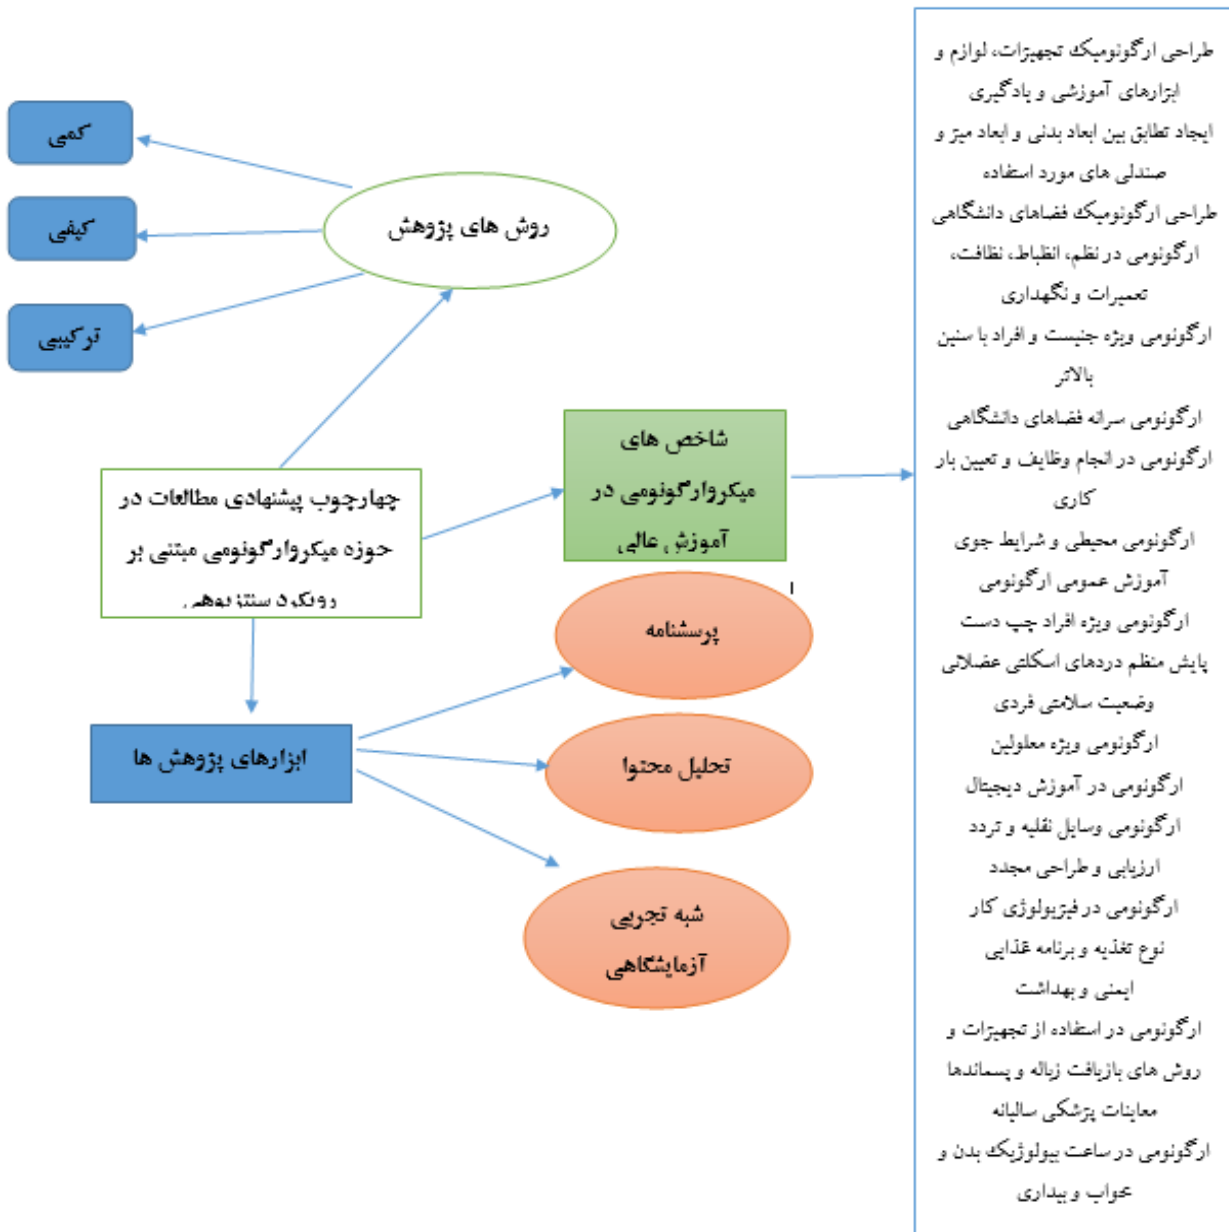 روش های پژوهش
کمی
کیفی
ترکیبی
چهارچوب پیشنهادی مطالعات در
حوزه میکروارگونومی مبتنی بر
رویکرد سنتزپوهی
شاخص های
میکروارگونومی در
آموزش عالی
ابزارهای پژوهش ها
پرسشنامه
تحلیل محتوا
شبه تجربی
آزمایشگاهی
طراحی ارگونومیک تجهیزات، لوازم و
ابزارهای آموزشی و یادگیری
ایجاد تطابق بین ابعاد بدنی و ابعاد میز و
صندلی های مورد استفاده
طراحی ارگونومیک فضاهای دانشگاهی
ارگونومی در نظم، انظباط، نظافت،
تعمیرات و نگهداری
ارگونومی ویژه جنیست و افراد با سنین
بالاتر
ارگونومی سرانه فضاهای دانشگاهی
ارگونومی در انجام وظایف و تعیین بار
کاری
ارگونومی محیطی و شرایط جوی
آموزش عمومی ارگونومی
ارگونومی ویژه افراد چپ دست
پایش منظم دردهای اسکلتی عضلانی
وضعیت سلامتی فردی
ارگونومی ویژه معلولین
ارگونومی در آموزش دیجیتال
ارگونومی وسایل نقلیه و تردد
ارزیابی و طراحی مجدد
ارگونومی در فیزیولوژی کار
نوع تغذیه و برنامه غذایی
ایمنی و بهداشت
ارگونومی در استفاده از تجهیزات و
روش های بازیافت زباله و پسماندها
معاینات پزشکی سالیانه
ارگونومی در ساعت بیولوژیک بدن و
خواب و بیداری